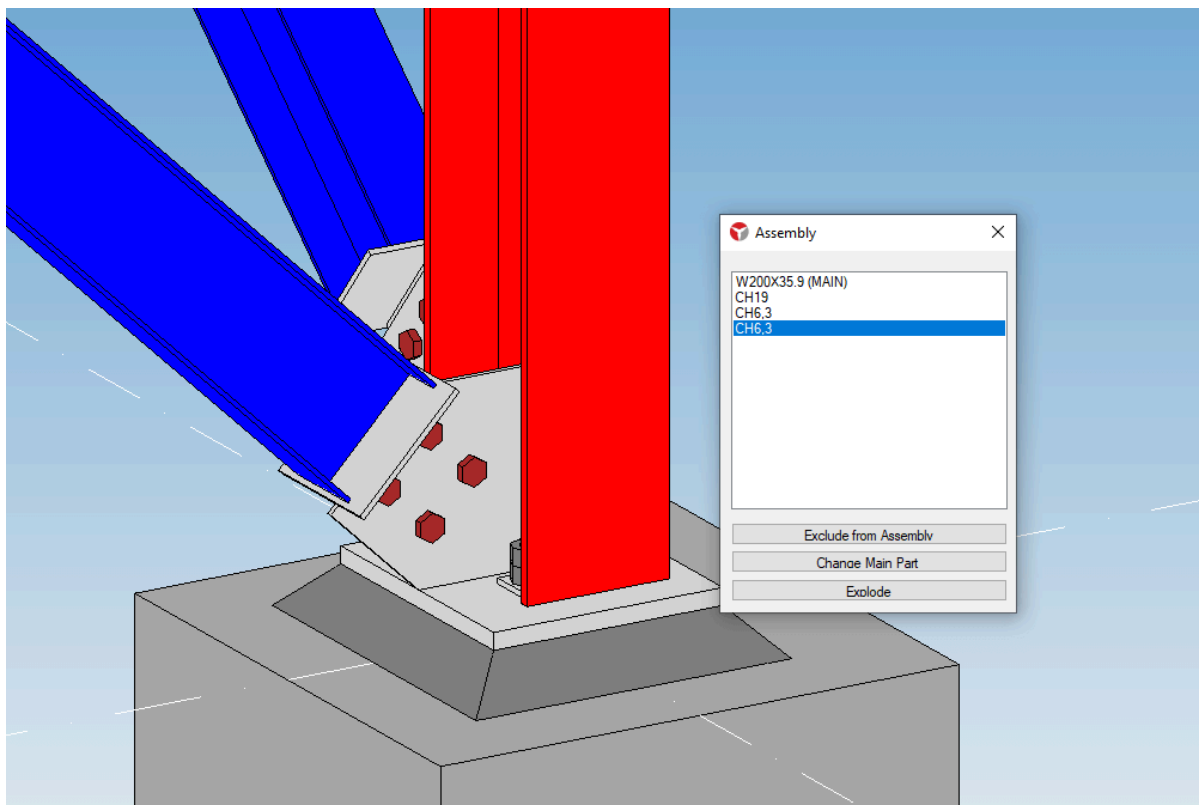 Assembly
W200X35.9 (MAIN)
CH19
CH6,3
CH6,3
Exclude from Assembly
Change Main Part
Explode